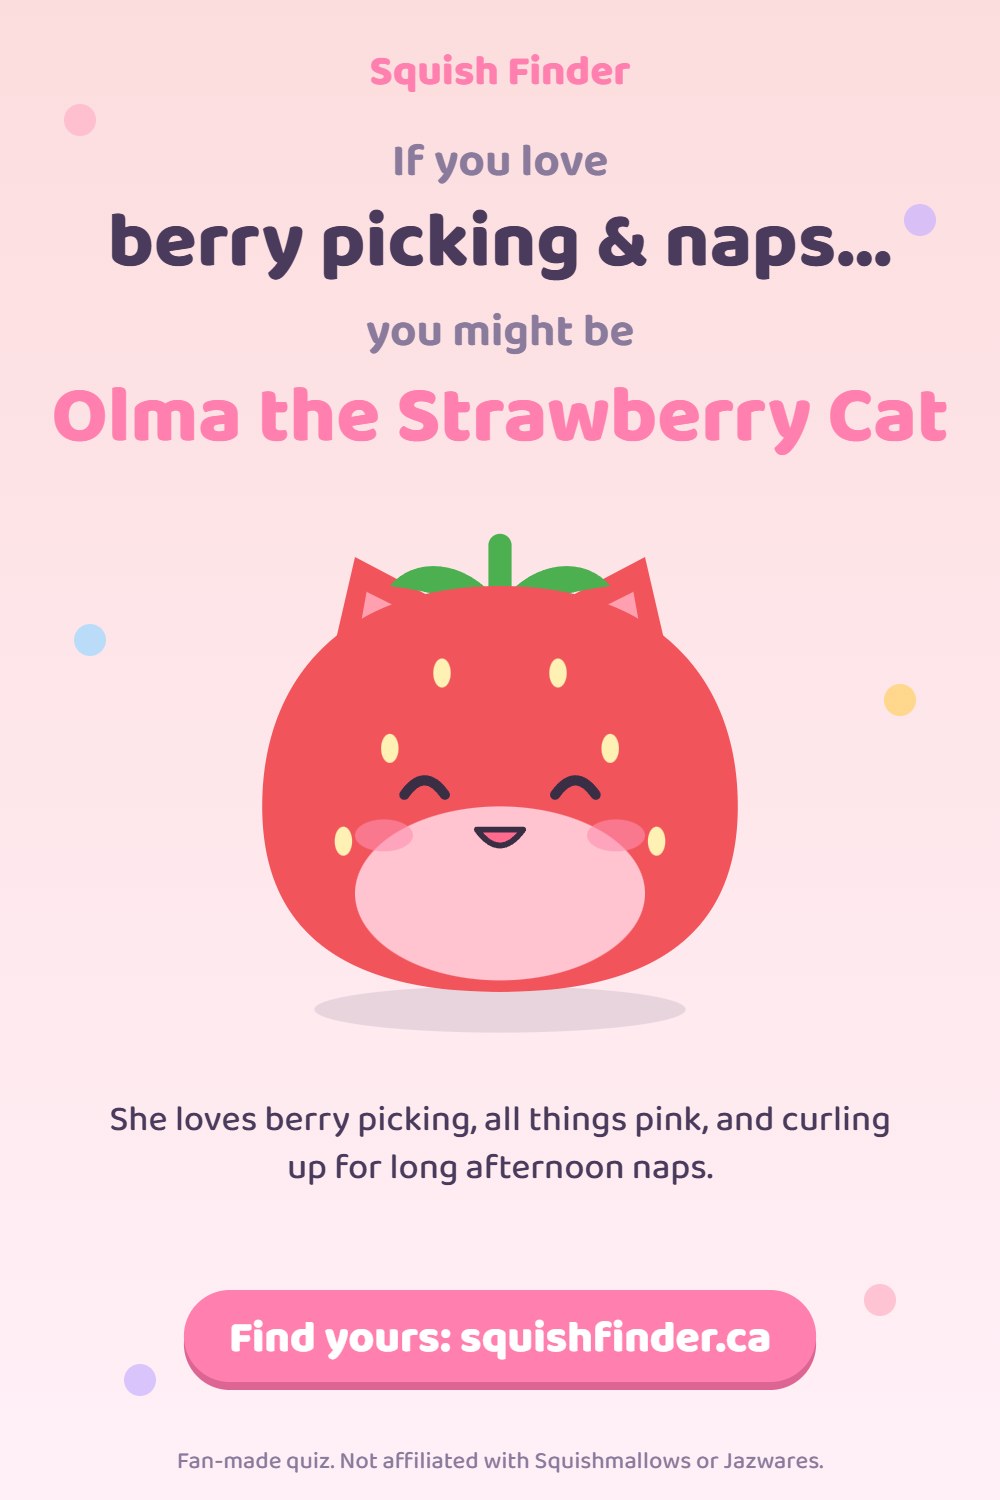 Squish Finder
If you love
berry picking & naps...
you might be
Olma the Strawberry Cat
She loves berry picking, all things pink, and curling
up for long afternoon naps.
Find yours: squishfinder.ca
Fan-made quiz. Not affiliated with Squishmallows or Jazwares.